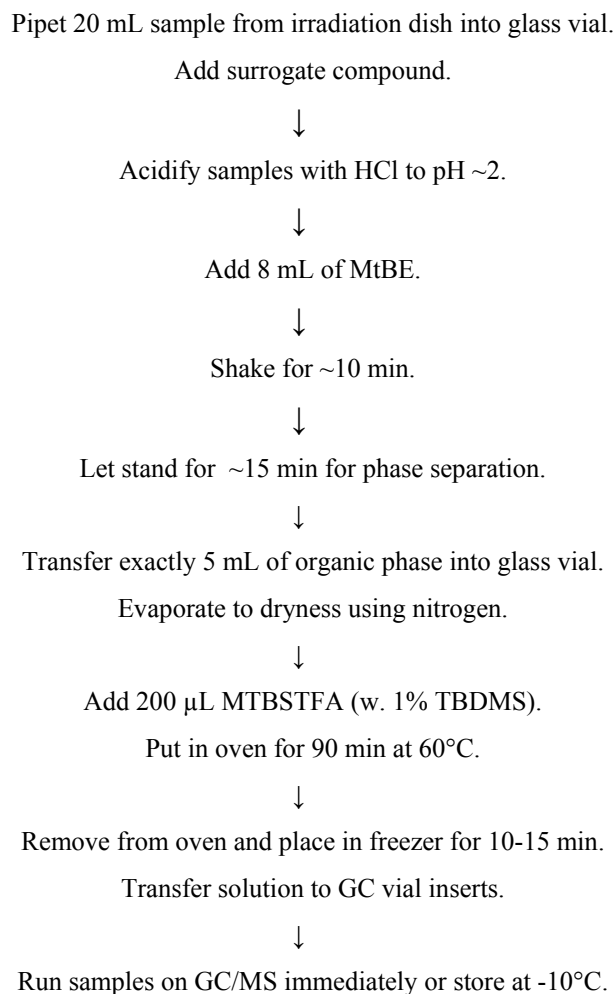 Pipet 20 mL sample from irradiation dish into glass vial.
Add surrogate compound.
↓
Acidify samples with HCl to pH ~2.
↓
Add 8 mL of MtBE.
↓
Shake for ~10 min.
↓
Let stand for  ~15 min for phase separation.
↓
Transfer exactly 5 mL of organic phase into glass vial.
Evaporate to dryness using nitrogen.
↓
Add 200 µL MTBSTFA (w. 1% TBDMS).
Put in oven for 90 min at 60°C.
↓
Remove from oven and place in freezer for 10-15 min.
Transfer solution to GC vial inserts.
↓
Run samples on GC/MS immediately or store at -10°C.